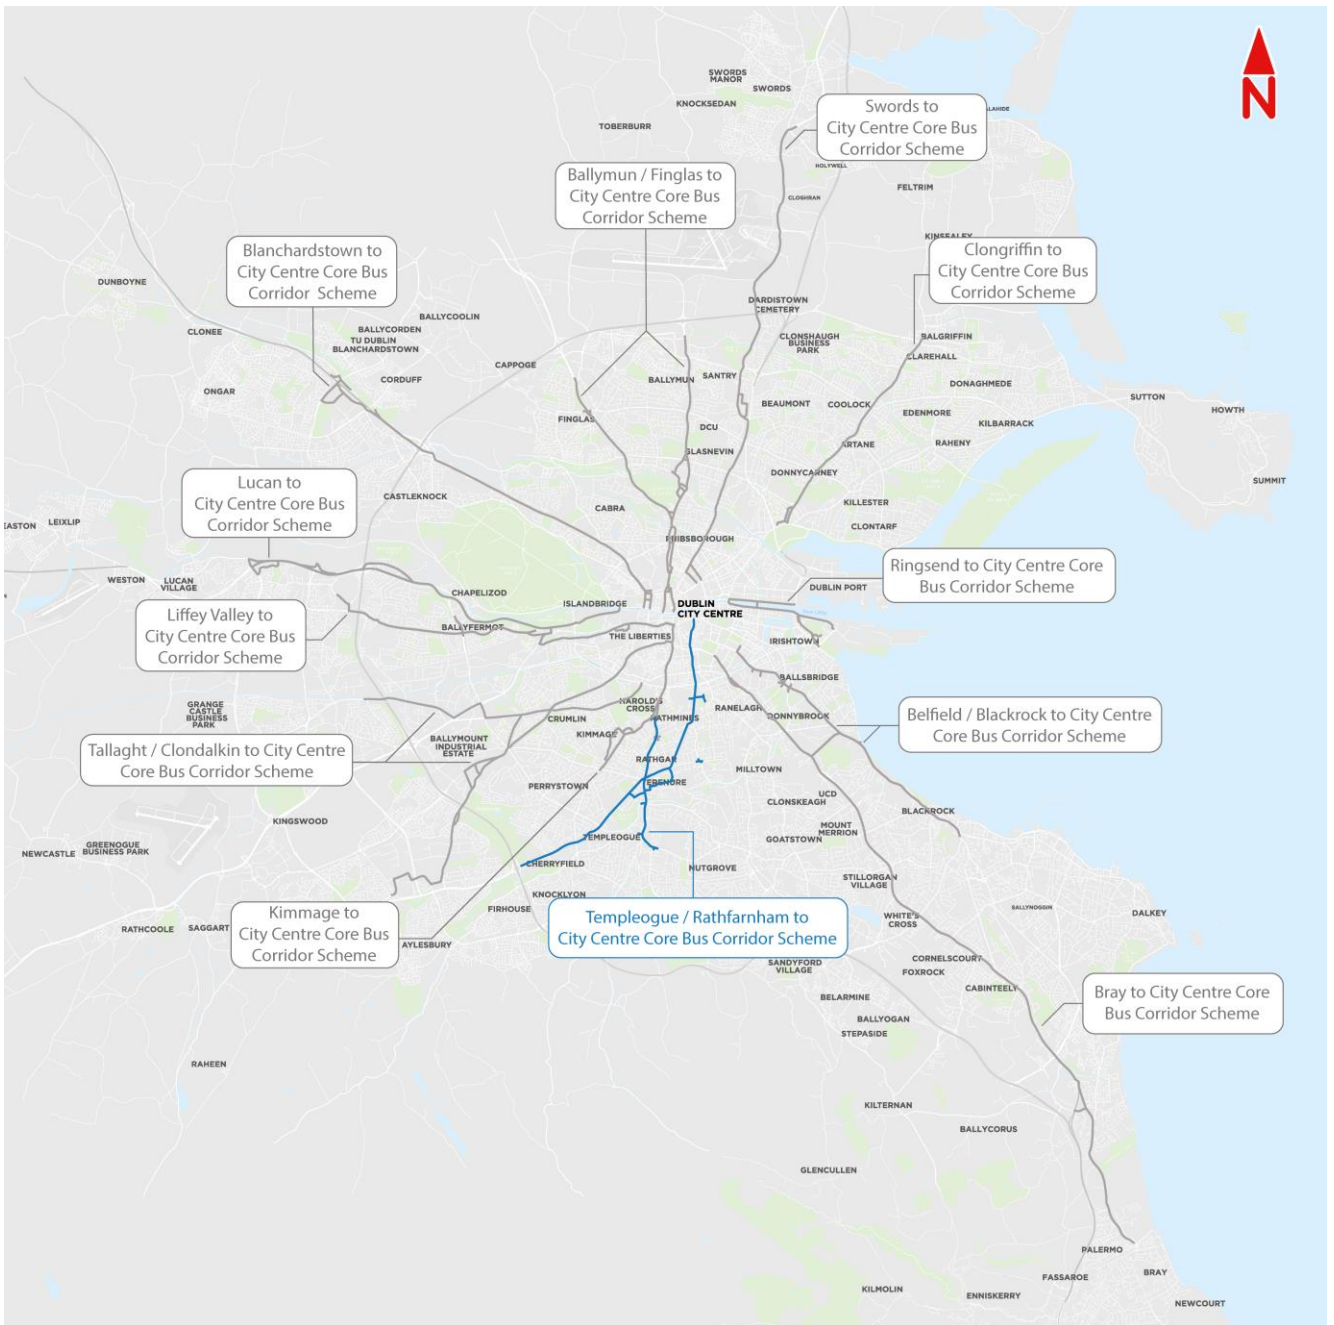 SWORDS
MANOR
SWORDS
KNOCKSEDAN
N
Swords to
City Centre Core Bus
Corridor Scheme
ALAHIDE
TOBERBURR
HOLYWELL
Ballymun / Finglas to
City Centre Core Bus
Corridor Scheme
FELTRIM
CLOGHRAN
KINSEALEY
Blanchardstown to
City Centre Core Bus
Corridor Scheme
Clongriffin to
City Centre Core Bus
Corridor Scheme
DUNBOYNE
DARDISTOWN
CEMETERY
BALLYCOOLIN
CLONEE
BALLYCORDEN
TU DUBLIN
BLANCHARDSTOWN
CLONSHAUGH
BUSINESS
PARK
BALGRIFFIN
CLAREHALL
CAPPOGE
CORDUFF
BALLYMUN
SANTRY
DONAGHMEDE
ONGAR
SUTTON
BEAUMONT
COOLOCK
HOWTH
EDENMORE
FINGLAS
KILBARRACK
DCU
ARTANE
RAHENY
GLASNEVIN
DONNYCARNEY
SUMMIT
Lucan to
City Centre Core Bus
Corridor Scheme
CASTLEKNOCK
KILLESTER
CABRA
EASTON
LEIXLIP
CLONTARF
PHIBSBOROUGH
Ringsend to City Centre Core
Bus Corridor Scheme
WESTON
LUCAN
VILLAGE
DUBLIN PORT
CHAPELIZOD
ISLANDBRIDGE
DUBLIN
CITY CENTRE
Liffey Valley to
City Centre Core Bus
Corridor Scheme
BALLYFERMOT
THE LIBERTIES
IRISHTOWN
BALLSBRIDGE
GRANGE
CASTLE
BUSINESS
PARK
HAROLD'S
CROSS
RANELAGH
DONNYBROOK
CRUMLIN
RATHMINES
Belfield / Blackrock to City Centre
Core Bus Corridor Scheme
KIMMAGE
BALLYMOUNT
INDUSTRIAL
ESTATE
Tallaght / Clondalkin to City Centre
Core Bus Corridor Scheme
RATHGAR
MILLTOWN
PERRYSTOWN
TERENURE
UCD
CLONSKEAGH
BLACKROCK
KINGSWOOD
MOUNT
MERRION
TEMPLEOGUE
GOATSTOWN
GREENOGUE
BUSINESS PARK
NEWCASTLE
CHERRYFIELD
NUTGROVE
STILLORGAN
VILLAGE
KNOCKLYON
FIRHOUSE
SALLYNOGGIN
DALKEY
Kimmage to
City Centre Core Bus
Corridor Scheme
Templeogue / Rathfarnham to
City Centre Core Bus Corridor Scheme
WHITE'S
CROSS
RATHCOOLE
SAGGART
AYLESBURY
SANDYFORD
VILLAGE
CORNELSCOURT
FOXROCK
CABINTEELY
BELARMINE
Bray to City Centre Core
Bus Corridor Scheme
BALLYOGAN
STEPASIDE
RAHEEN
KILTERNAN
BALLYCORUS
GLENCULLEN
PALERMO
FASSAROE
BRAY
KILMOLIN
ENNISKERRY
NEWCOURT